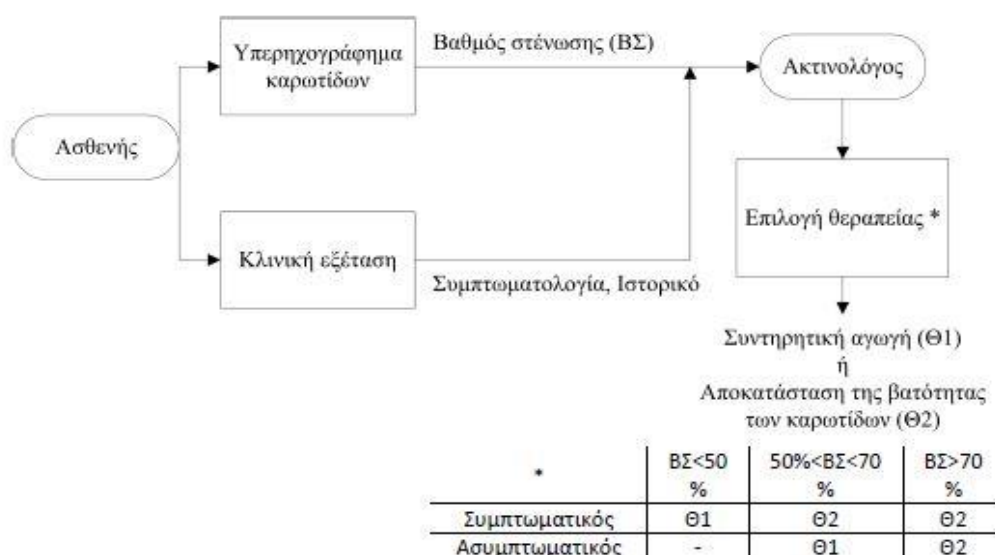 Υπερηχογράφημα
καρωτίδων
Βαθμός στένωσης (ΒΣ)
Ακτινολόγος
Ασθενής
Επιλογή θεραπείας *
Κλινική εξέταση
Συμπτωματολογία, Ιστορικό
Συντηρητική αγωγή (Θ1)
ή
Αποκατάσταση της βατότητας
των καρωτίδων (Θ2)
* ΒΣ<50 % 50%<ΒΣ<70 % ΒΣ>70 %
Συμπτωματικός Θ1 Θ2 Θ2
Ασυμπτωματικός - Θ1 Θ2